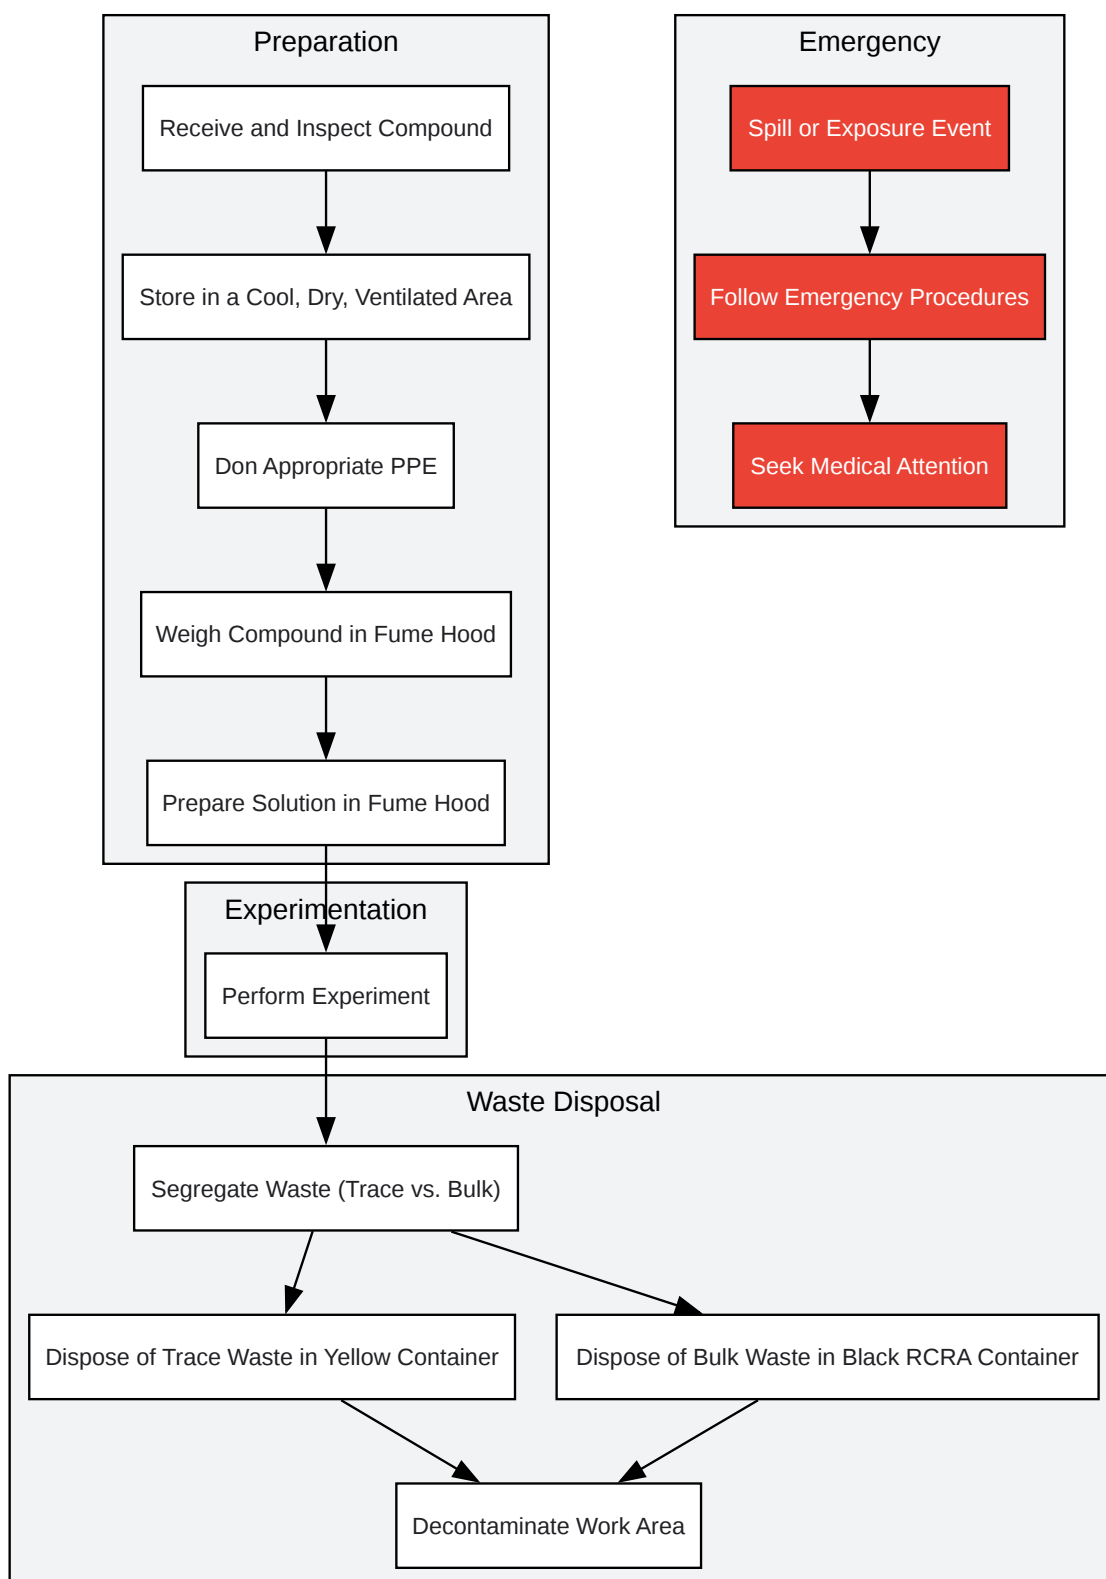 Preparation
Receive and Inspect Compound
Store in a Cool, Dry, Ventilated Area
Don Appropriate PPE
Weigh Compound in Fume Hood
Prepare Solution in Fume Hood
Emergency
Spill or Exposure Event
Follow Emergency Procedures
Seek Medical Attention
Experimentation
Perform Experiment
Waste Disposal
Segregate Waste (Trace vs. Bulk)
Dispose of Trace Waste in Yellow Container
Dispose of Bulk Waste in Black RCRA Container
Decontaminate Work Area